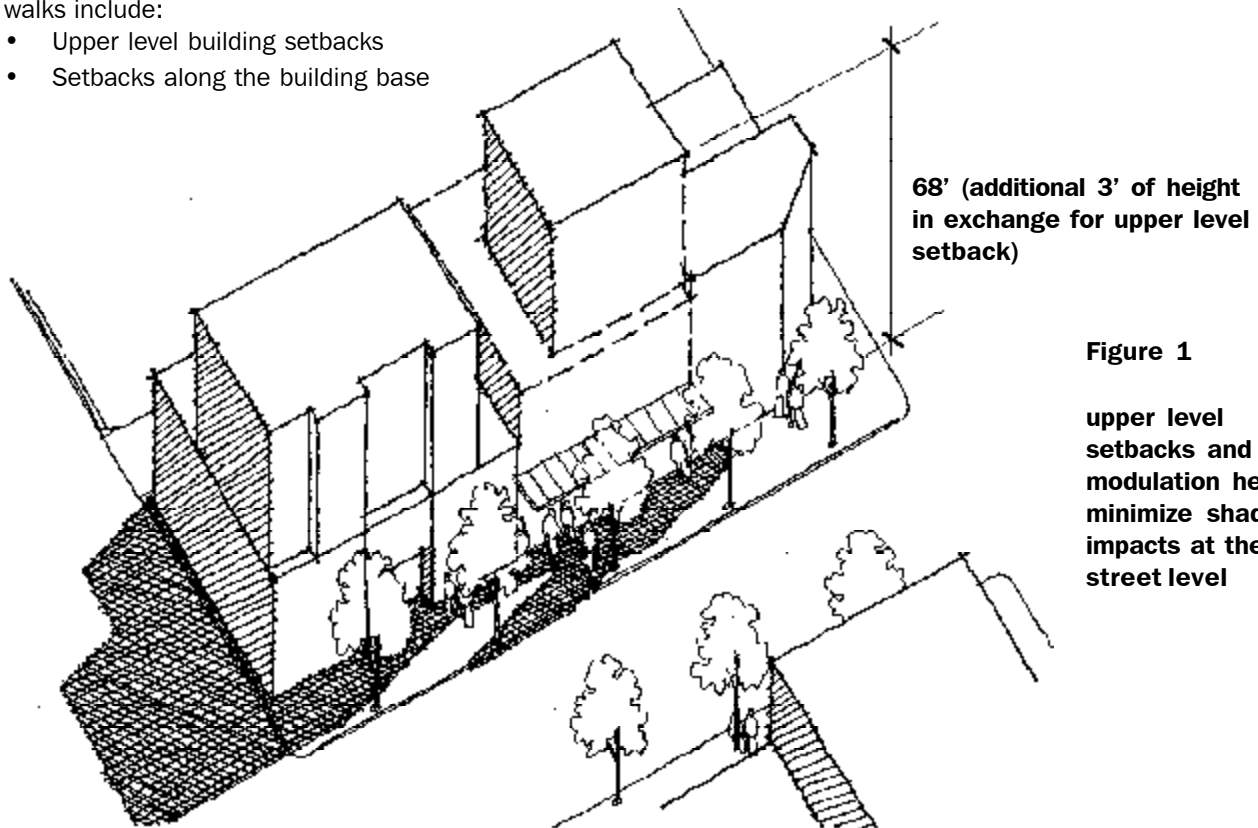 walks include:
• Upper level building setbacks
• Setbacks along the building base
68’ (additional 3’ of height
in exchange for upper level
setback)
Figure 1
upper level
setbacks and
modulation he
minimize shad
impacts at the
street level